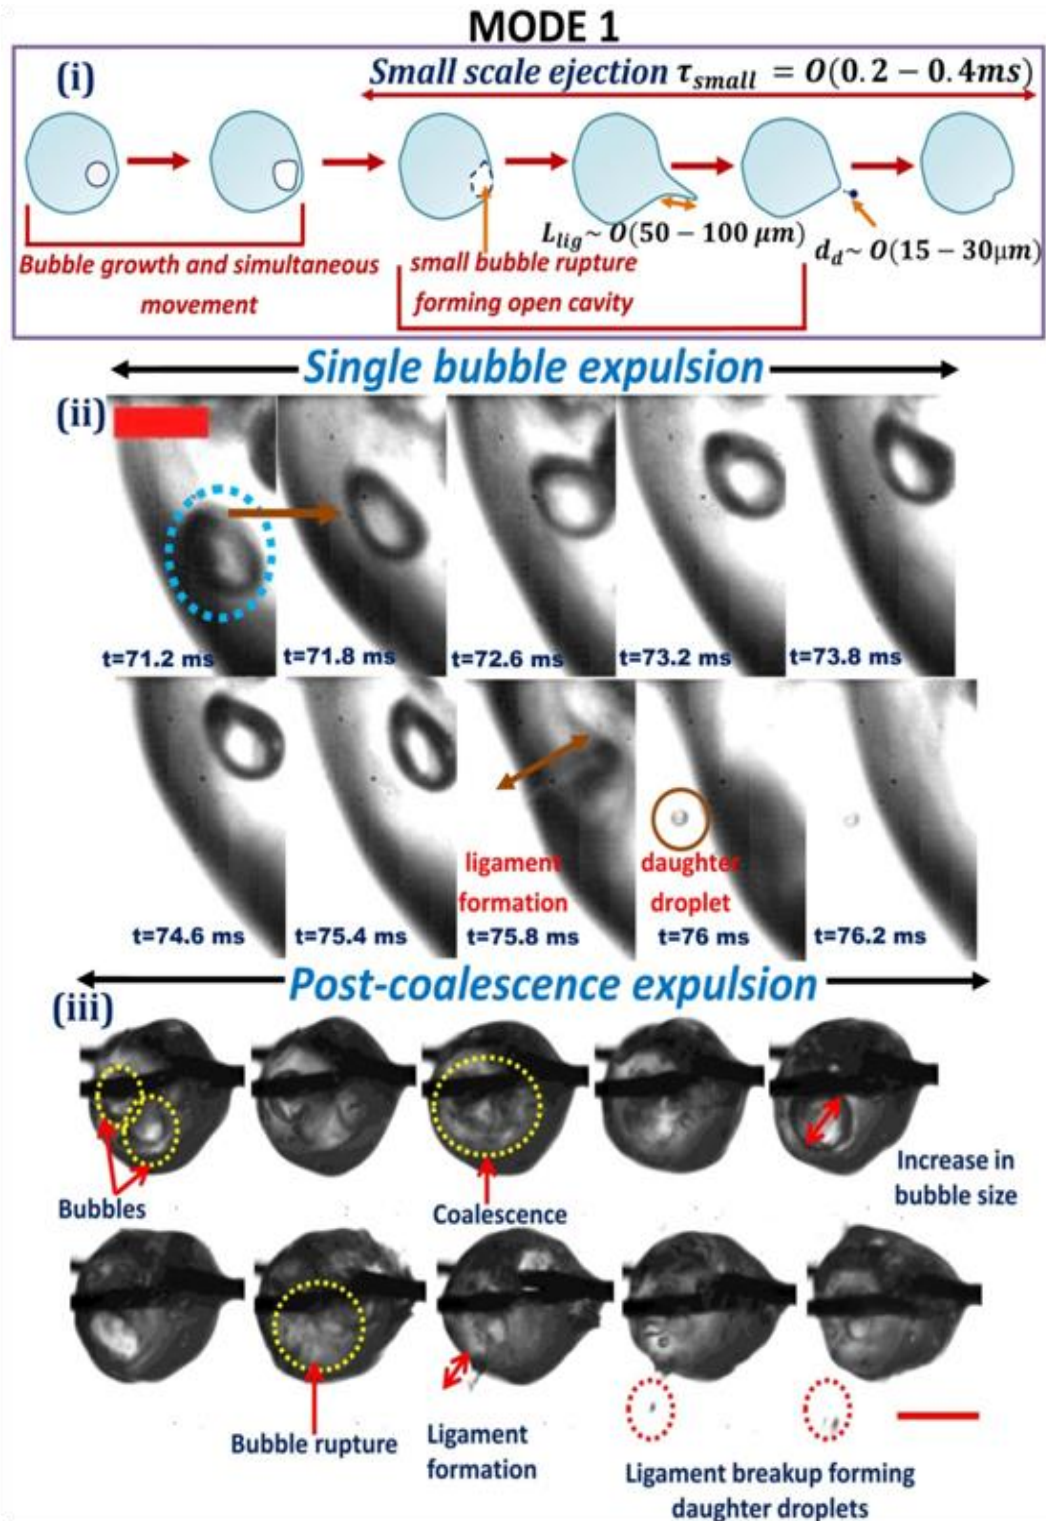 MODE 1
(i)
Small scale ejection τsmall = O(0.2 − 0.4ms)
Llig~ O(50 − 100 μm)
dd~ O(15 − 30μm)
Bubble growth and simultaneous
movement
small bubble rupture
forming open cavity
Single bubble expulsion
(ii)
t=71.2 ms
t=71.8 ms
t=72.6 ms
t=73.2 ms
t=73.8 ms
ligament
formation
daughter
droplet
t=74.6 ms
t=75.4 ms
t=75.8 ms
t=76 ms
t=76.2 ms
Post-coalescence expulsion
(iii)
Bubbles
Coalescence
Increase in
bubble size
Bubble rupture
Ligament
formation
Ligament breakup forming
daughter droplets